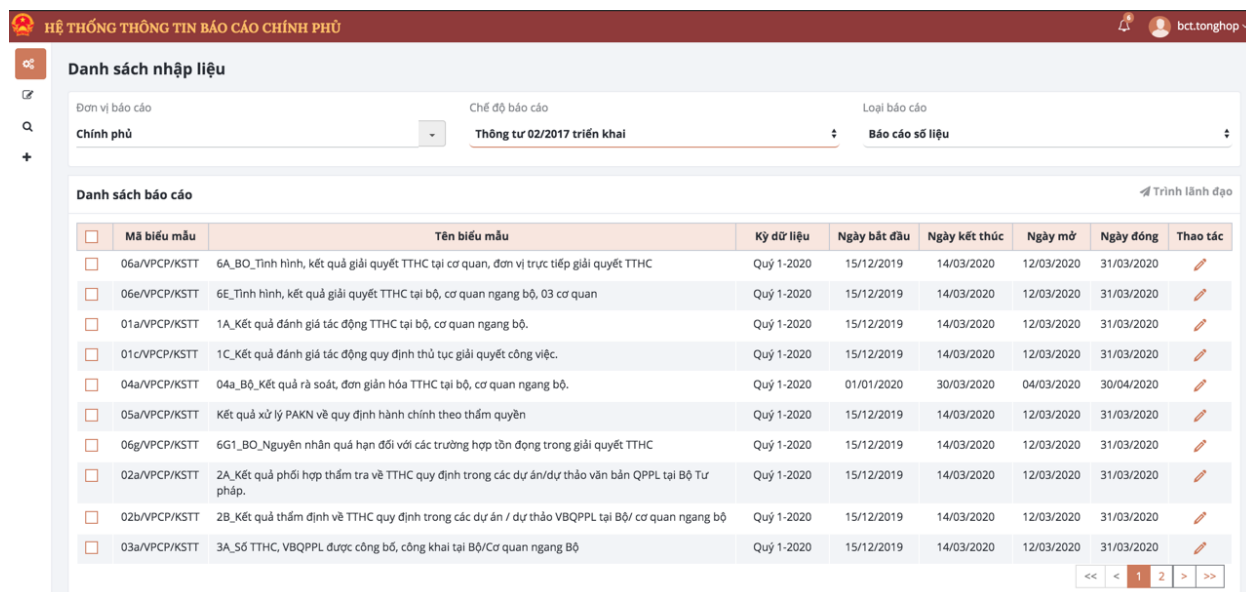 HỆ THỐNG THÔNG TIN BÁO CÁO CHÍNH PHỦ
6
bct.tonghop
Danh sách nhập liệu
Đơn vị báo cáo Chế độ báo cáo Loại báo cáo
Chính phủ Thông tư 02/2017 triển khai Báo cáo số liệu
Danh sách báo cáo Trình lãnh đạo
Mã biểu mẫu Tên biểu mẫu Kỳ dữ liệu Ngày bắt đầu Ngày kết thúc Ngày mở Ngày đóng Thao tác
06a/VPCP/KSTT 6A_BO_Tình hình, kết quả giải quyết TTHC tại cơ quan, đơn vị trực tiếp giải quyết TTHC Quý 1-2020 15/12/2019 14/03/2020 12/03/2020 31/03/2020
06e/VPCP/KSTT 6E_Tình hình, kết quả giải quyết TTHC tại bộ, cơ quan ngang bộ, 03 cơ quan Quý 1-2020 15/12/2019 14/03/2020 12/03/2020 31/03/2020
01a/VPCP/KSTT 1A_Kết quả đánh giá tác động TTHC tại bộ, cơ quan ngang bộ. Quý 1-2020 15/12/2019 14/03/2020 12/03/2020 31/03/2020
01c/VPCP/KSTT 1C_Kết quả đánh giá tác động quy định thủ tục giải quyết công việc. Quý 1-2020 15/12/2019 14/03/2020 12/03/2020 31/03/2020
04a/VPCP/KSTT 04a_Bộ_Kết quả rà soát, đơn giản hóa TTHC tại bộ, cơ quan ngang bộ. Quý 1-2020 01/01/2020 30/03/2020 04/03/2020 30/04/2020
05a/VPCP/KSTT Kết quả xử lý PAKN về quy định hành chính theo thẩm quyền Quý 1-2020 15/12/2019 14/03/2020 12/03/2020 31/03/2020
06g/VPCP/KSTT 6G1_BO_Nguyên nhân quá hạn đối với các trường hợp tồn đọng trong giải quyết TTHC Quý 1-2020 15/12/2019 14/03/2020 12/03/2020 31/03/2020
02a/VPCP/KSTT 2A_Kết quả phối hợp thẩm tra về TTHC quy định trong các dự án/dự thảo văn bản QPPL tại Bộ Tư Quý 1-2020 15/12/2019 14/03/2020 12/03/2020 31/03/2020
pháp.
02b/VPCP/KSTT 2B_Kết quả thẩm định về TTHC quy định trong các dự án / dự thảo VBQPPL tại Bộ/ cơ quan ngang bộ Quý 1-2020 15/12/2019 14/03/2020 12/03/2020 31/03/2020
03a/VPCP/KSTT 3A_Số TTHC, VBQPPL được công bố, công khai tại Bộ/Cơ quan ngang Bộ Quý 1-2020 15/12/2019 14/03/2020 12/03/2020 31/03/2020
<< < 1 2 > >>